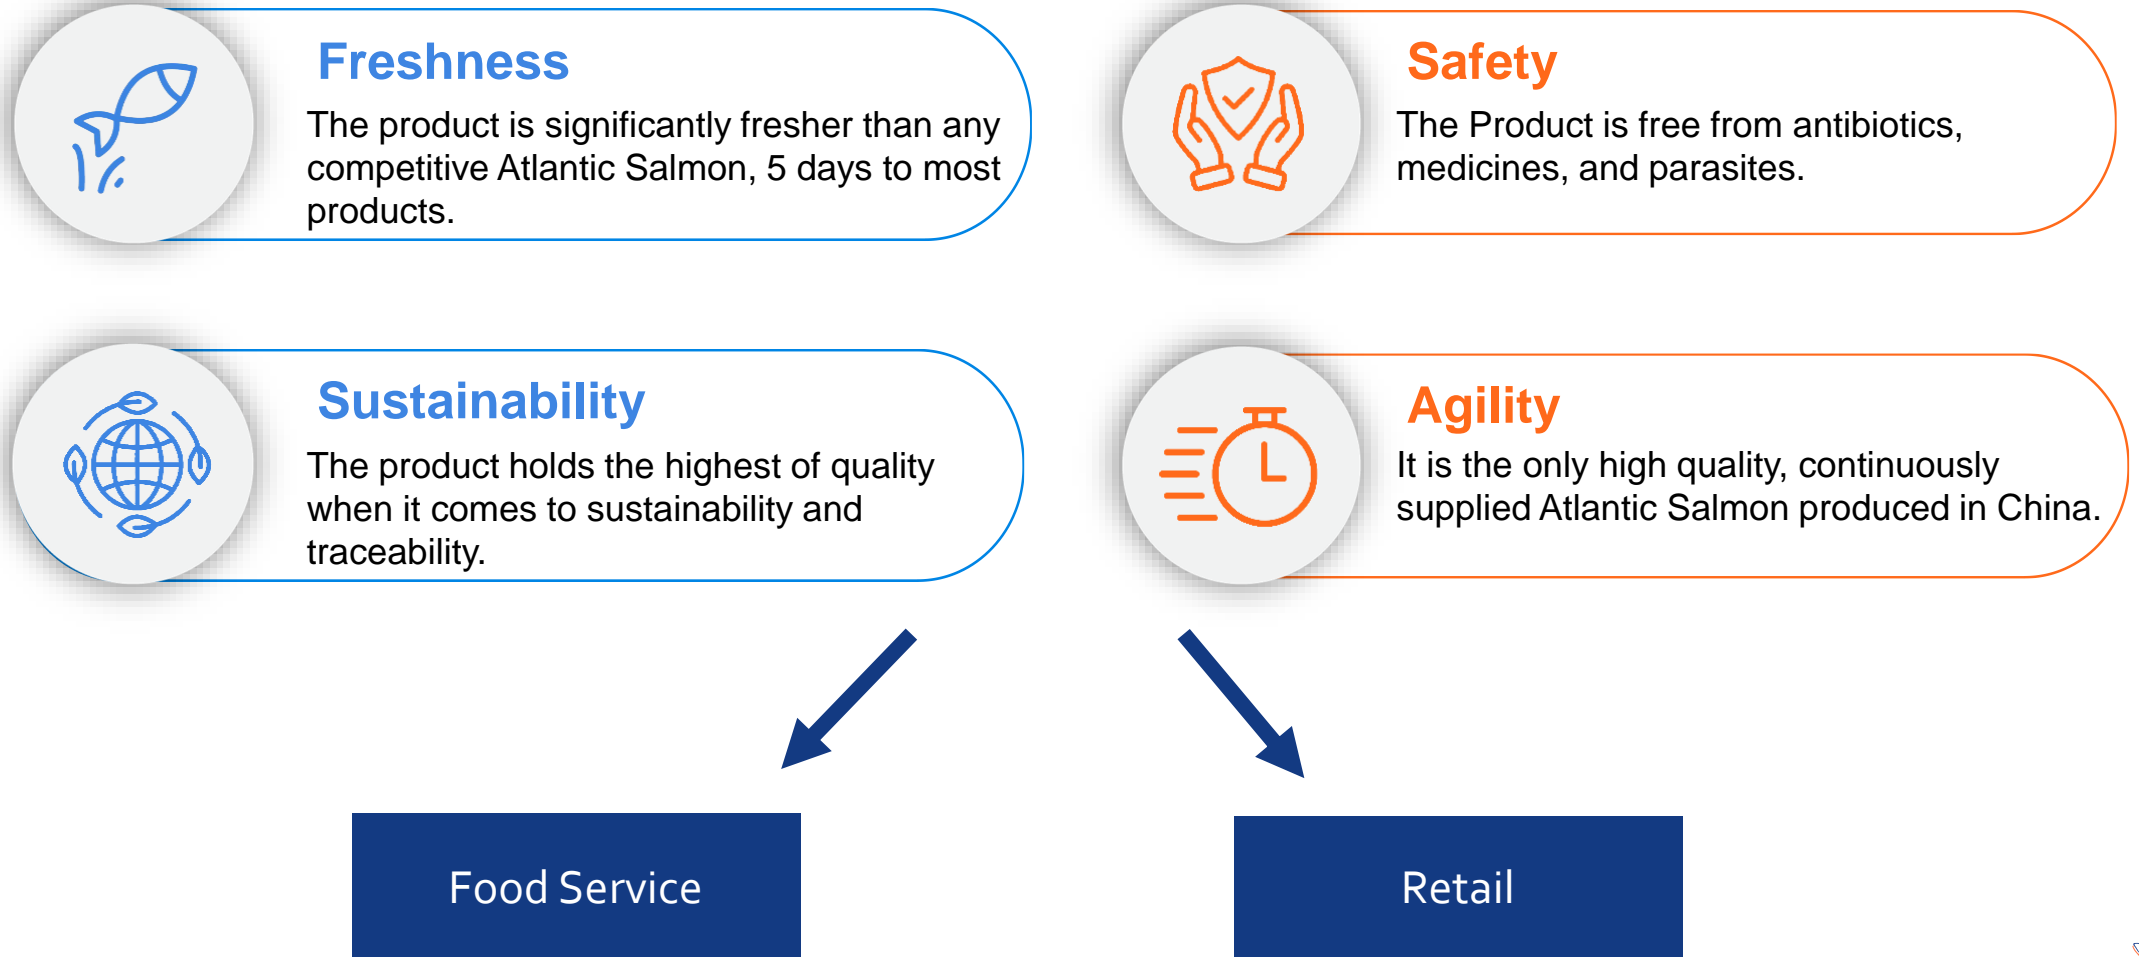 Freshness
The product is significantly fresher than any
competitive Atlantic Salmon, 5 days to most
products.
Safety
The Product is free from antibiotics,
medicines, and parasites.
Sustainability
The product holds the highest of quality
when it comes to sustainability and
traceability.
Agility
It is the only high quality, continuously
supplied Atlantic Salmon produced in China.
Food Service
Retail